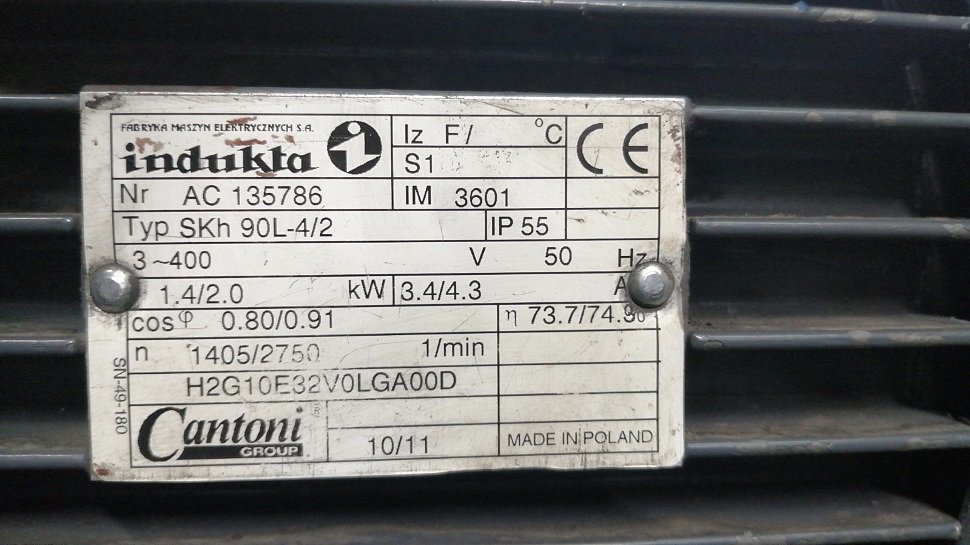 FABRYKA MASZYN ELEKTRYCZNYCH S.A.
indukta
Iz F/ °C
S1
CE
Nr AC 135786
IM 3601
Typ SKh 90L-4/2
IP 55
3~400 V 50 Hz
1.4/2.0 kW
3.4/4.3
cosφ 0.80/0.91
η 73.7/74.9
n 1405/2750 1/min
H2G10E32V0LGA00D
SN-49-180
Cantoni
GROUP
10/11
MADE IN POLAND